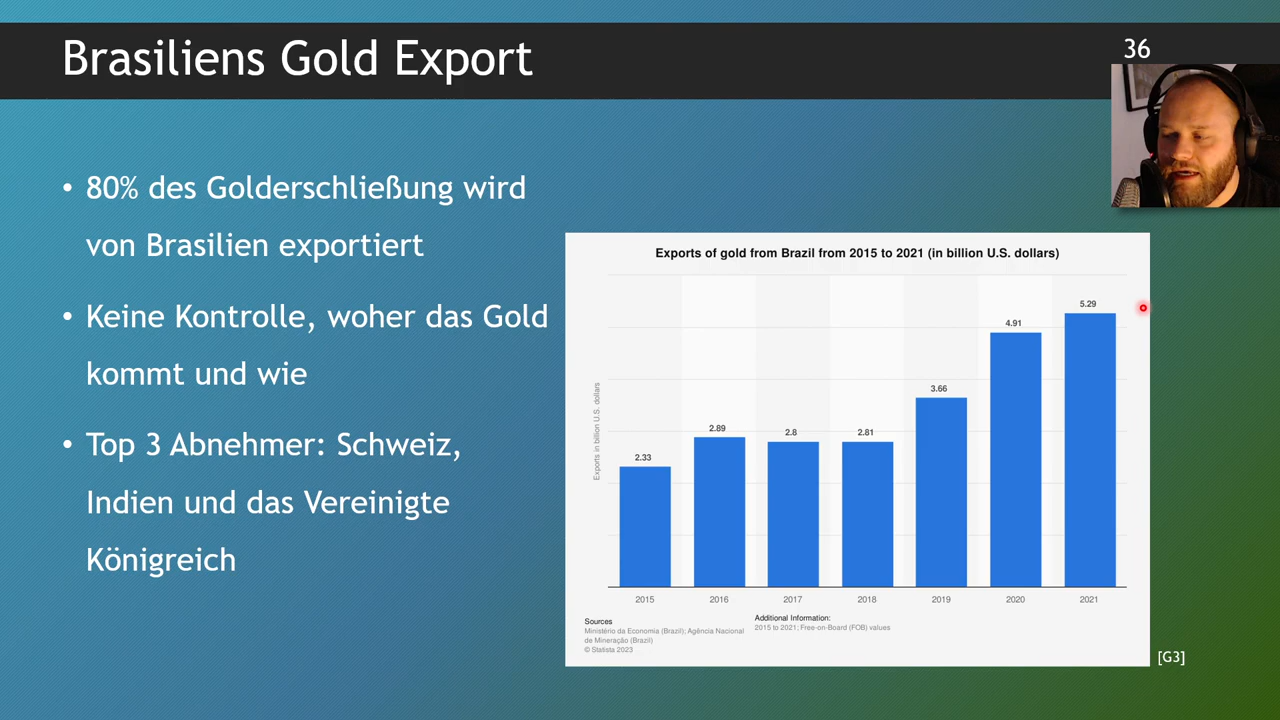 Brasiliens Gold Export
36
• 80% des Golderschließung wird
von Brasilien exportiert
• Keine Kontrolle, woher das Gold
kommt und wie
• Top 3 Abnehmer: Schweiz,
Indien und das Vereinigte
Königreich
Exports of gold from Brazil from 2015 to 2021 (in billion U.S. dollars)
Exports in billion U.S. dollars
2.33
2.89
2.8
2.81
3.66
4.91
5.29
2015
2016
2017
2018
2019
2020
2021
Sources
Ministério da Economia (Brazil); Agência Nacional
de Mineração (Brazil)
© Statista 2023
Additional Information:
2015 to 2021; Free-on-Board (FOB) values
[G3]